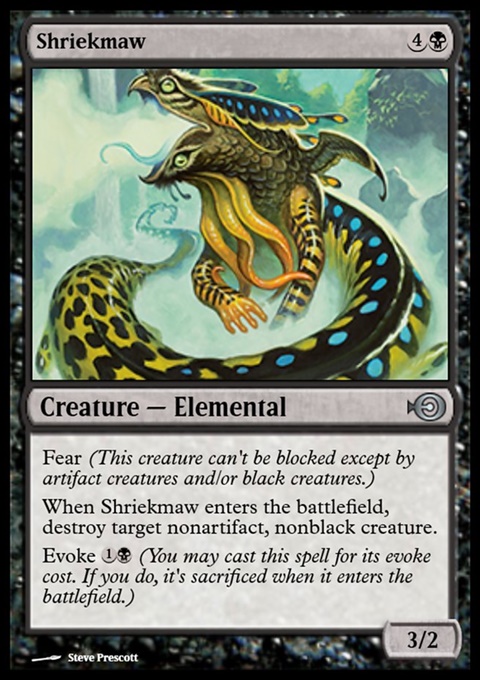 Shriekmaw 4
Creature — Elemental
Fear (This creature can't be blocked except by
artifact creatures and/or black creatures.)
When Shriekmaw enters the battlefield,
destroy target nonartifact, nonblack creature.
Evoke 1 (You may cast this spell for its evoke
cost. If you do, it's sacrificed when it enters the
battlefield.)
3/2
Steve Prescott